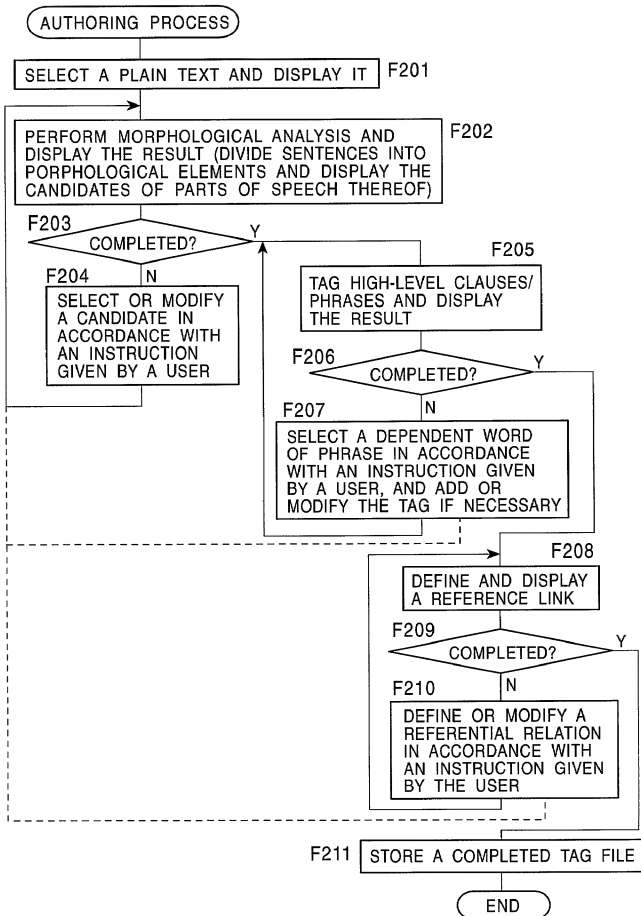 AUTHORING PROCESS
SELECT A PLAIN TEXT AND DISPLAY IT
F201
PERFORM MORPHOLOGICAL ANALYSIS AND
DISPLAY THE RESULT (DIVIDE SENTENCES INTO
PORPHOLOGICAL ELEMENTS AND DISPLAY THE
CANDIDATES OF PARTS OF SPEECH THEREOF)
F202
F203
COMPLETED?
Y
N
F204
SELECT OR MODIFY
A CANDIDATE IN
ACCORDANCE WITH
AN INSTRUCTION
GIVEN BY A USER
F205
TAG HIGH-LEVEL CLAUSES/
PHRASES AND DISPLAY
THE RESULT
F206
COMPLETED?
Y
N
F207
SELECT A DEPENDENT WORD
OF PHRASE IN ACCORDANCE
WITH AN INSTRUCTION GIVEN
BY A USER, AND ADD OR
MODIFY THE TAG IF NECESSARY
F208
DEFINE AND DISPLAY
A REFERENCE LINK
F209
COMPLETED?
Y
N
F210
DEFINE OR MODIFY A
REFERENTIAL RELATION
IN ACCORDANCE WITH
AN INSTRUCTION GIVEN
BY THE USER
F211
STORE A COMPLETED TAG FILE
END